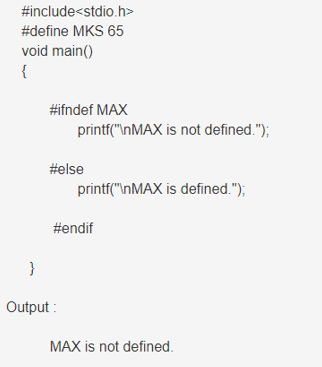 #include<stdio.h>
#define MKS 65
void main()
{
#ifndef MAX
printf("\nMAX is not defined.");
#else
printf("\nMAX is defined.");
#endif
}
Output :
MAX is not defined.